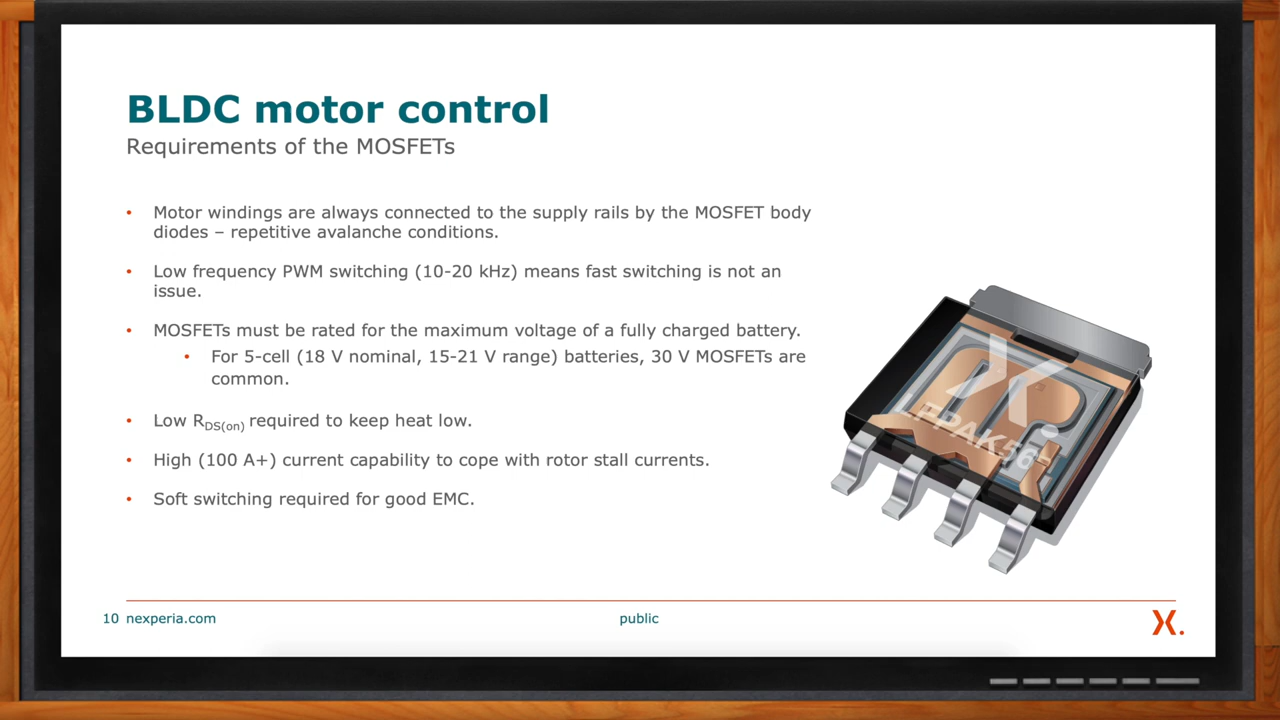 BLDC motor control
Requirements of the MOSFETs
• Motor windings are always connected to the supply rails by the MOSFET body
diodes – repetitive avalanche conditions.
• Low frequency PWM switching (10-20 kHz) means fast switching is not an
issue.
• MOSFETs must be rated for the maximum voltage of a fully charged battery.
• For 5-cell (18 V nominal, 15-21 V range) batteries, 30 V MOSFETs are
common.
• Low RDS(on) required to keep heat low.
• High (100 A+) current capability to cope with rotor stall currents.
• Soft switching required for good EMC.
LFPAK56
10 nexperia.com
public